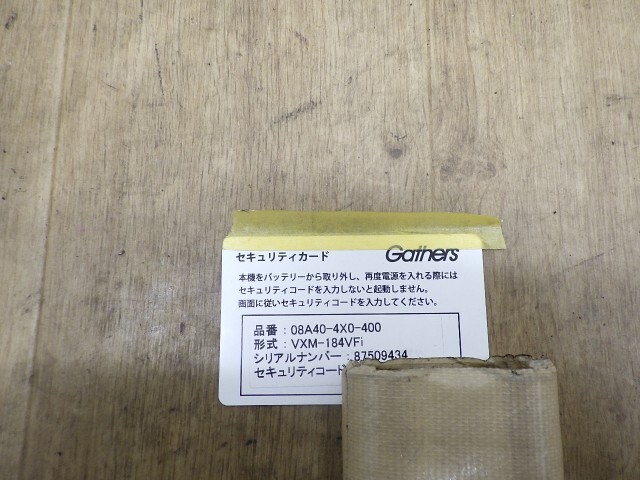 セキュリティカード Gathers
本機をバッテリーから取り外し、再度電源を入れる際には
セキュリティコードを入力しないと起動しません。
画面に従いセキュリティコードを入力してください。
品番：08A40-4X0-400
形式：VXM-184VFi
シリアルナンバー：87509434
セキュリティコード